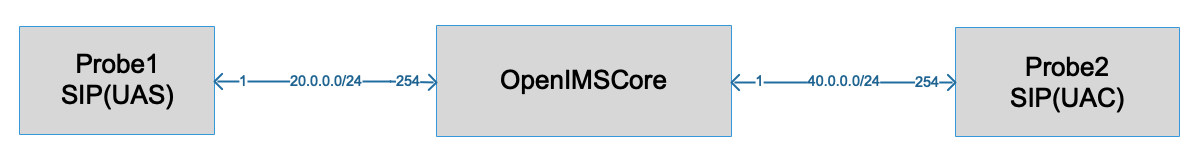 Probe1
SIP(UAS)
1
20.0.0.0/24
254
OpenIMSCore
1
40.0.0.0/24
254
Probe2
SIP(UAC)